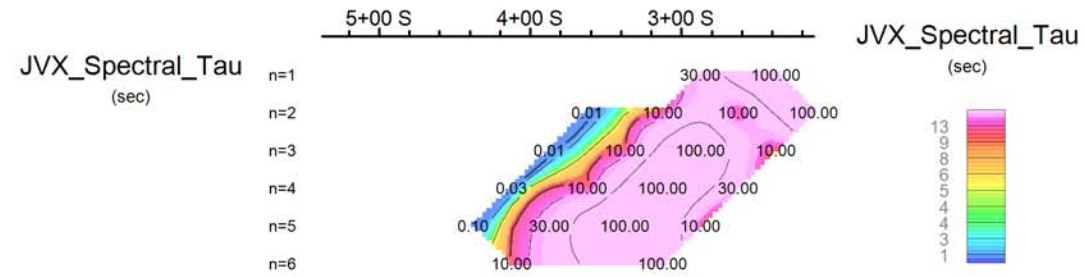 5+00 S 4+00 S 3+00 S
JVX_Spectral_Tau
(sec)
JVX_Spectral_Tau
(sec)
n=1 30.00 100.00
n=2 0.01 10.00 10.00 100.00
n=3 0.01 10.00 100.00 10.00
n=4 0.03 10.00 100.00 30.00
n=5 0.10 30.00 100.00 10.00
n=6 10.00 100.00
13
9
8
6
5
4
4
3
1